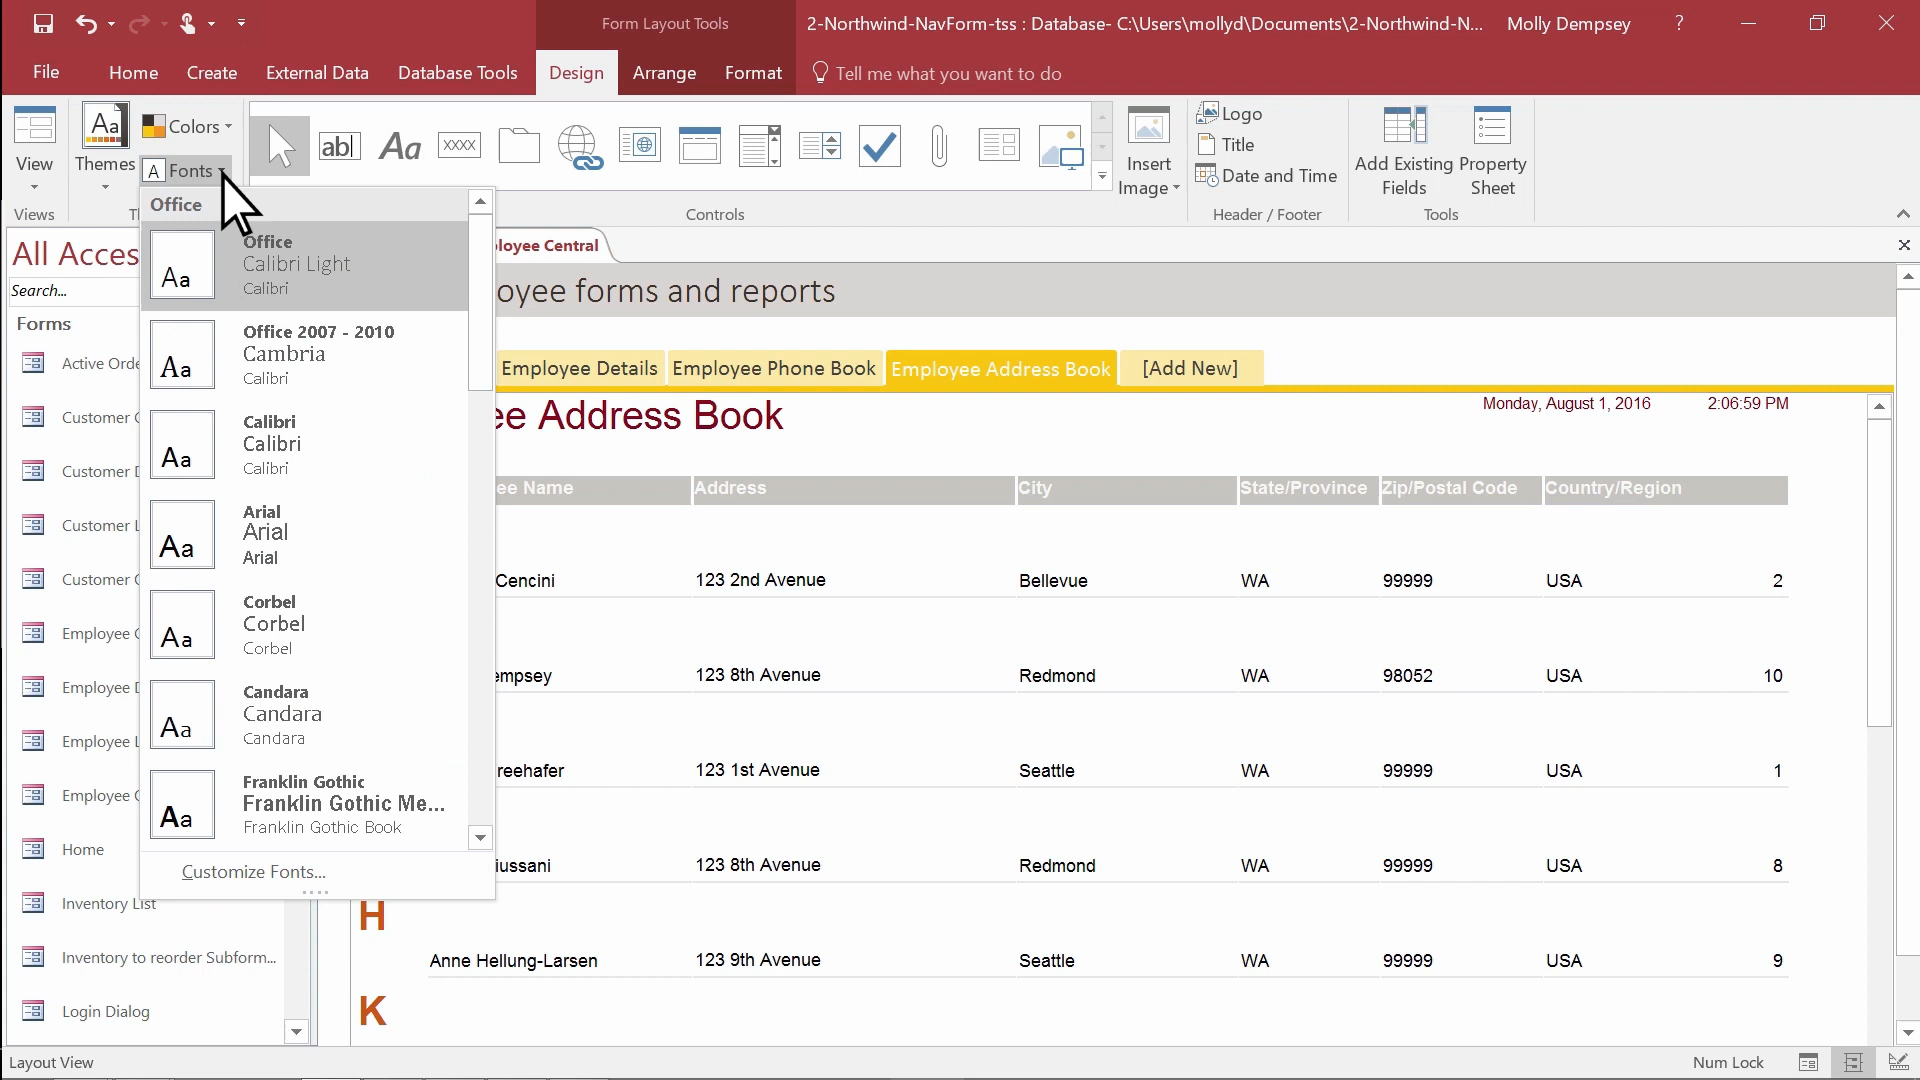 Form Layout Tools
2-Northwind-NavForm-tss : Database- C:\Users\mollyd\Documents\2-Northwind-N...
Molly Dempsey
?
File
Home
Create
External Data
Database Tools
Design
Arrange
Format
Tell me what you want to do
View
Themes
Colors
Fonts
ab
Aa
XXXX
Insert
Image
Logo
Title
Date and Time
Add Existing
Fields
Property
Sheet
Views
Controls
Header / Footer
Tools
All Acces
Search...
Forms
Active Orde
Customer
Customer
Customer
Customer
Employee
Employee
Employee
Employee
Home
Inventory List
Inventory to reorder Subform...
Login Dialog
Office
Aa
Office
Calibri Light
Calibri
Aa
Office 2007 - 2010
Cambria
Calibri
Aa
Calibri
Calibri
Calibri
Aa
Arial
Arial
Arial
Aa
Corbel
Corbel
Corbel
Aa
Candara
Candara
Candara
Aa
Franklin Gothic
Franklin Gothic Me...
Franklin Gothic Book
Customize Fonts...
loyee Central
oyee forms and reports
Employee Details
Employee Phone Book
Employee Address Book
[Add New]
ee Address Book
Monday, August 1, 2016
2:06:59 PM
ee Name
Address
City
State/Province
Zip/Postal Code
Country/Region
Cencini 123 2nd Avenue Bellevue WA 99999 USA 2
empsey 123 8th Avenue Redmond WA 98052 USA 10
reehafer 123 1st Avenue Seattle WA 99999 USA 1
iussani 123 8th Avenue Redmond WA 99999 USA 8
H
Anne Hellung-Larsen 123 9th Avenue Seattle WA 99999 USA 9
K
Layout View
Num Lock